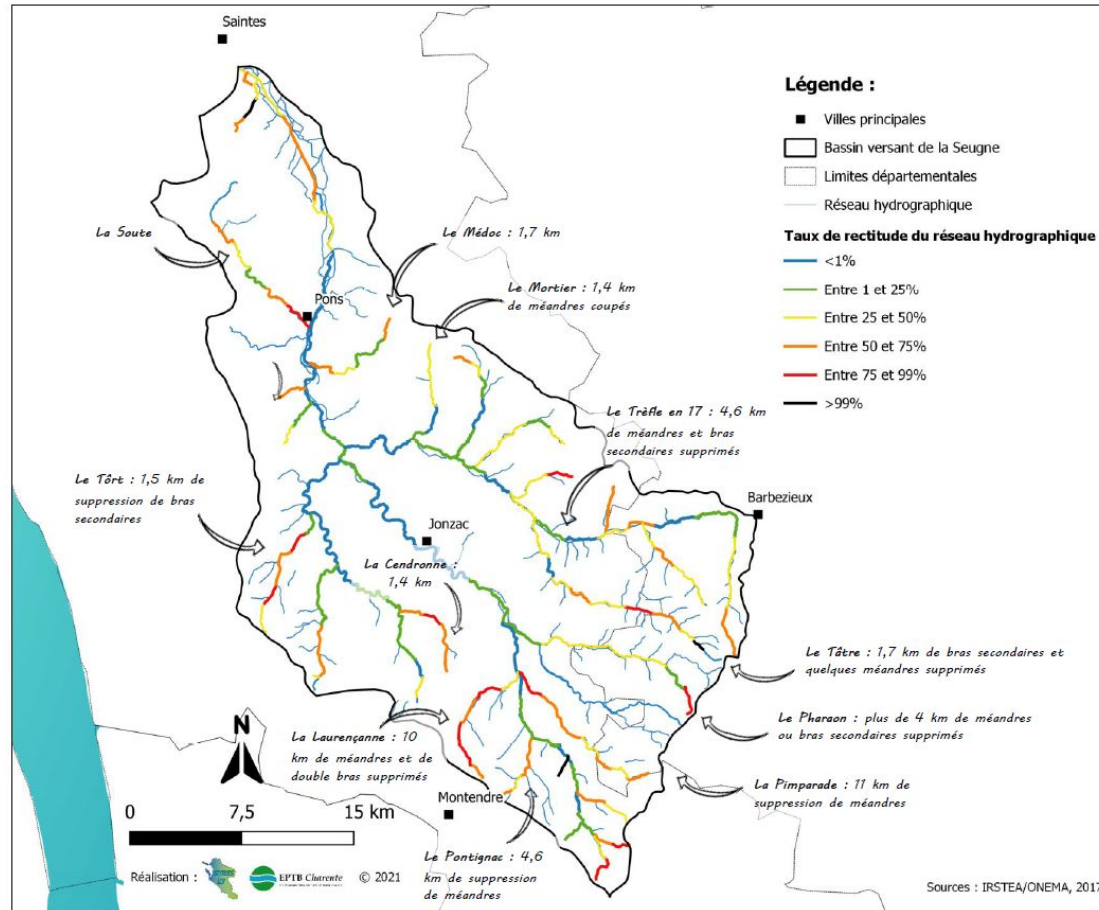 Saintes
Légende :
Villes principales
Bassin versant de la Seugne
Limites départementales
Réseau hydrographique
Taux de rectitude du réseau hydrographique
<1%
Entre 1 et 25%
Entre 25 et 50%
Entre 50 et 75%
Entre 75 et 99%
>99%
La Soute
Le Médoc : 1,7 km
Le Mortier : 1,4 km
de méandres coupés
Pons
Le Trèfle en 17 : 4,6 km
de méandres et bras
secondaires supprimés
Le Tôrt : 1,5 km de
suppression de bras
secondaires
Barbezieux
Jonzac
La Cendronne :
1,4 km
Le Tâtre : 1,7 km de bras secondaires et
quelques méandres supprimés
Le Pharaon : plus de 4 km de méandres
ou bras secondaires supprimés
La Laurençanne : 10
km de méandres et de
double bras supprimés
La Pimparade : 11 km de
suppression de méandres
N
Montendre
0 7,5 15 km
Le Pontignac : 4,6
km de suppression
de méandres
Réalisation :
EPTB Charente
© 2021
Sources : IRSTEA/ONEMA, 2017